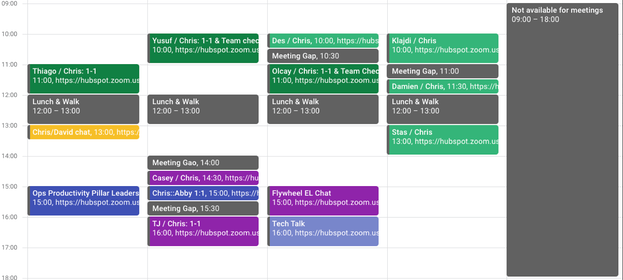 09:00
10:00
11:00
12:00
13:00
14:00
15:00
16:00
17:00
18:00
Thiago / Chris: 1-1
11:00, https://hubspot.zoom.us
Lunch & Walk
12:00 – 13:00
Chris/David chat, 13:00, https:/
Ops Productivity Pillar Leaders
15:00, https://hubspot.zoom.us
Yusuf / Chris: 1-1 & Team chec
10:00, https://hubspot.zoom.us
Lunch & Walk
12:00 – 13:00
Meeting Gao, 14:00
Casey / Chris, 14:30, https://hu
Chris::Abby 1:1, 15:00, https://h
Meeting Gap, 15:30
TJ / Chris: 1-1
16:00, https://hubspot.zoom.us
Des / Chris, 10:00, https://hubs
Meeting Gap, 10:30
Olcay / Chris: 1-1 & Team Chec
11:00, https://hubspot.zoom.us
Lunch & Walk
12:00 – 13:00
Flywheel EL Chat
15:00, https://hubspot.zoom.us
Tech Talk
16:00, https://hubspot.zoom.us
Klajdi / Chris
10:00, https://hubspot.zoom.us
Meeting Gap, 11:00
Damien / Chris, 11:30, https://h
Lunch & Walk
12:00 – 13:00
Stas / Chris
13:00, https://hubspot.zoom.us
Not available for meetings
09:00 – 18:00